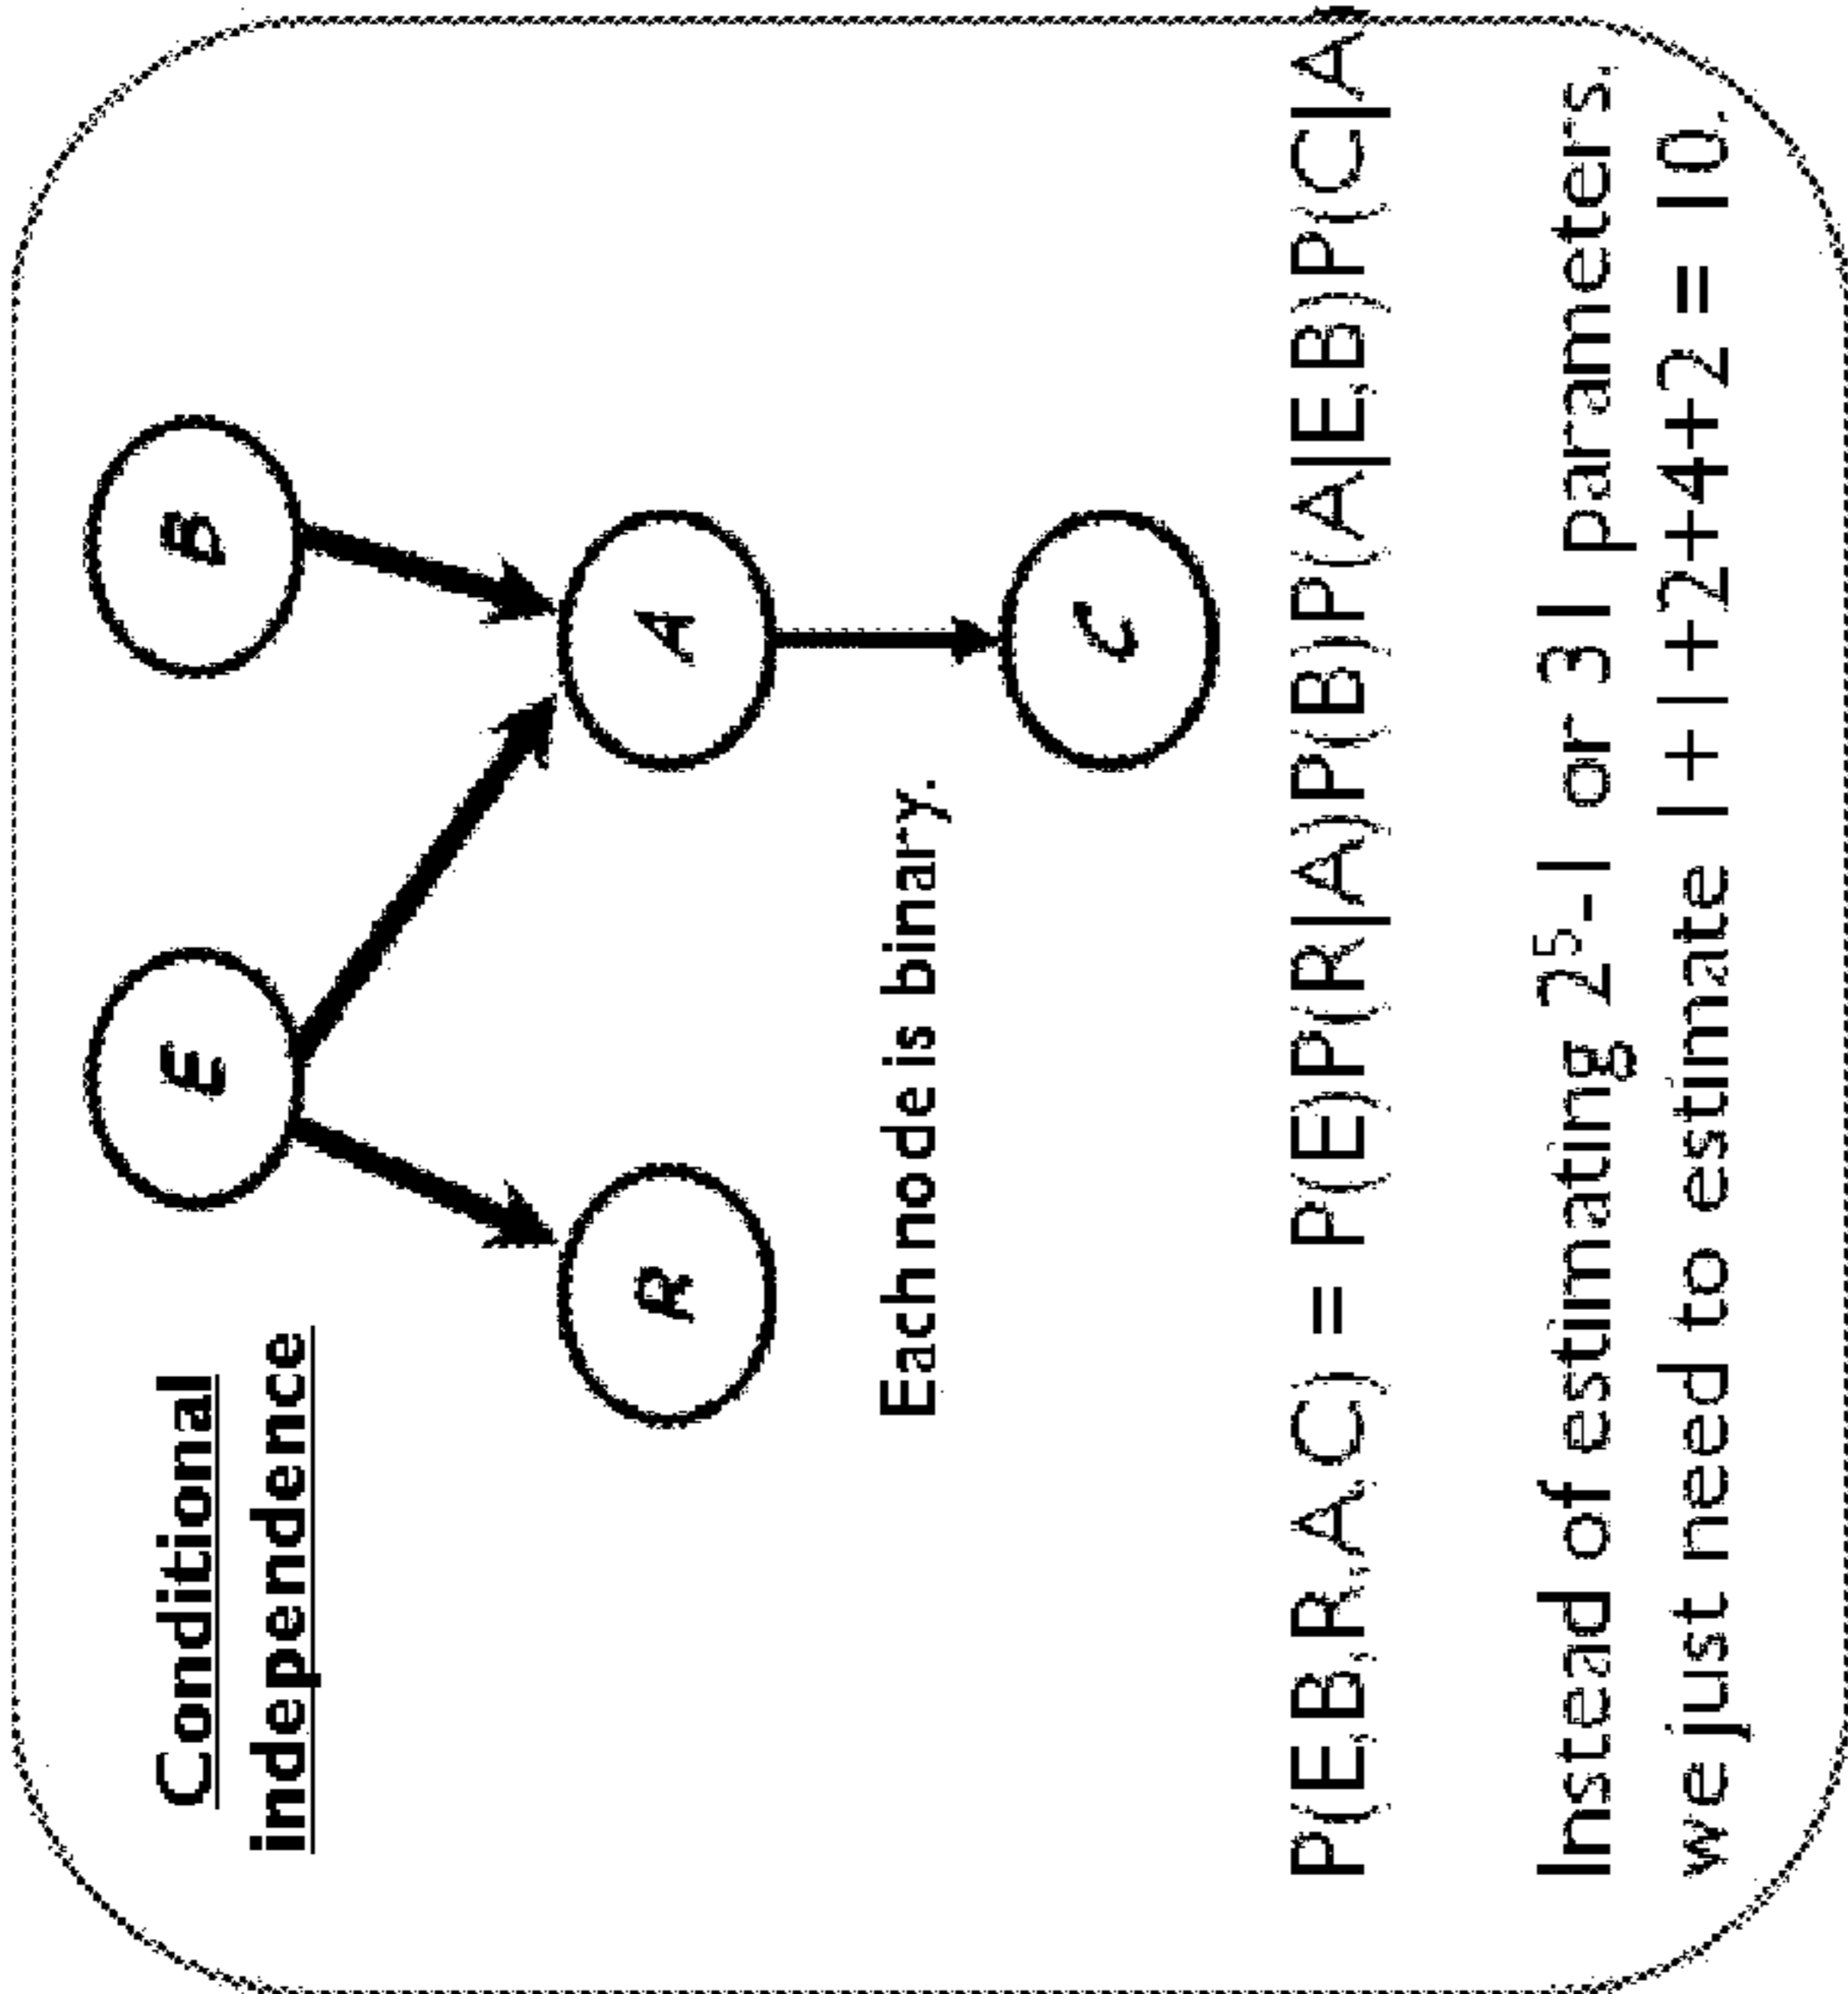 Conditional
independence
E
B
R
A
Each node is binary.
C
P(E,B,R,A,C) = P(E)P(R|A)P(B)P(A|E,B)P(C|A)
Instead of estimating 2⁵-1 or 31 parameters.
we just need to estimate 1+1+2+4+2 = 10.